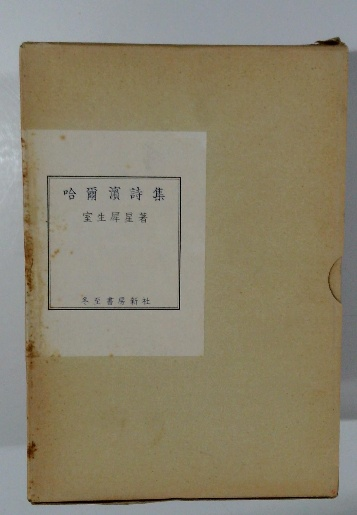 哈爾濱詩集
室生犀星著
冬至書房新社